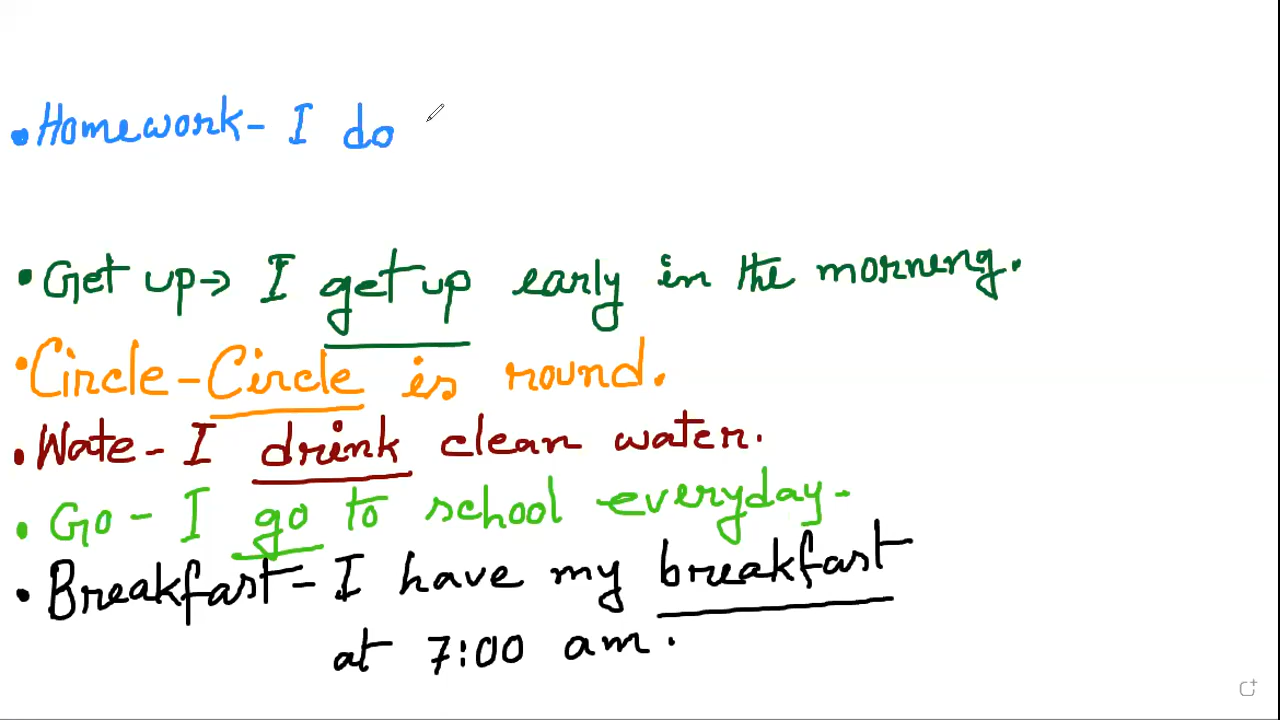 • Homework- I do
• Get up→ I get up early in the morneng.
• Circle-Circle is round.
• Wate- I drink clean water.
• Go - I go to school everyday.
• Breakfast- I have my breakfast
at 7:00 am.